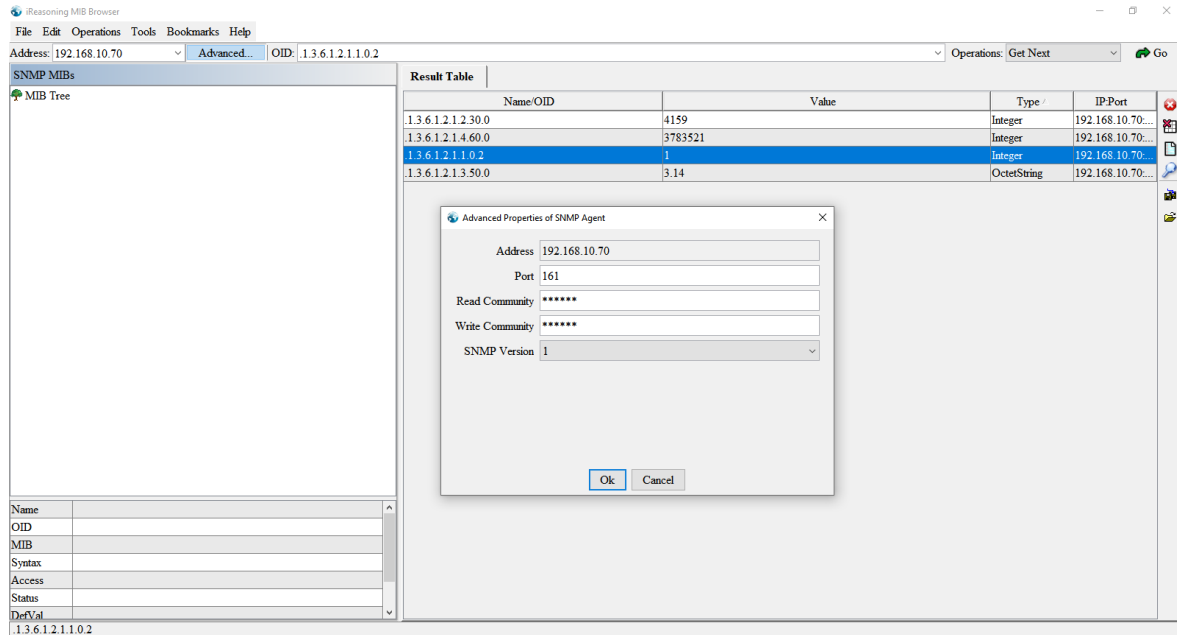 iReasoning MIB Browser
File Edit Operations Tools Bookmarks Help
Address: 192.168.10.70 Advanced... OID: .1.3.6.1.2.1.1.0.2 Operations: Get Next Go
SNMP MIBs
MIB Tree
Result Table
Name/OID Value Type IP:Port
.1.3.6.1.2.1.2.30.0 4159 Integer 192.168.10.70:...
.1.3.6.1.2.1.4.60.0 3783521 Integer 192.168.10.70:...
.1.3.6.1.2.1.1.0.2 1 Integer 192.168.10.70:...
.1.3.6.1.2.1.3.50.0 3.14 OctetString 192.168.10.70:...
Advanced Properties of SNMP Agent
Address 192.168.10.70
Port 161
Read Community ******
Write Community ******
SNMP Version 1
Ok Cancel
Name
OID
MIB
Syntax
Access
Status
DefVal
.1.3.6.1.2.1.1.0.2